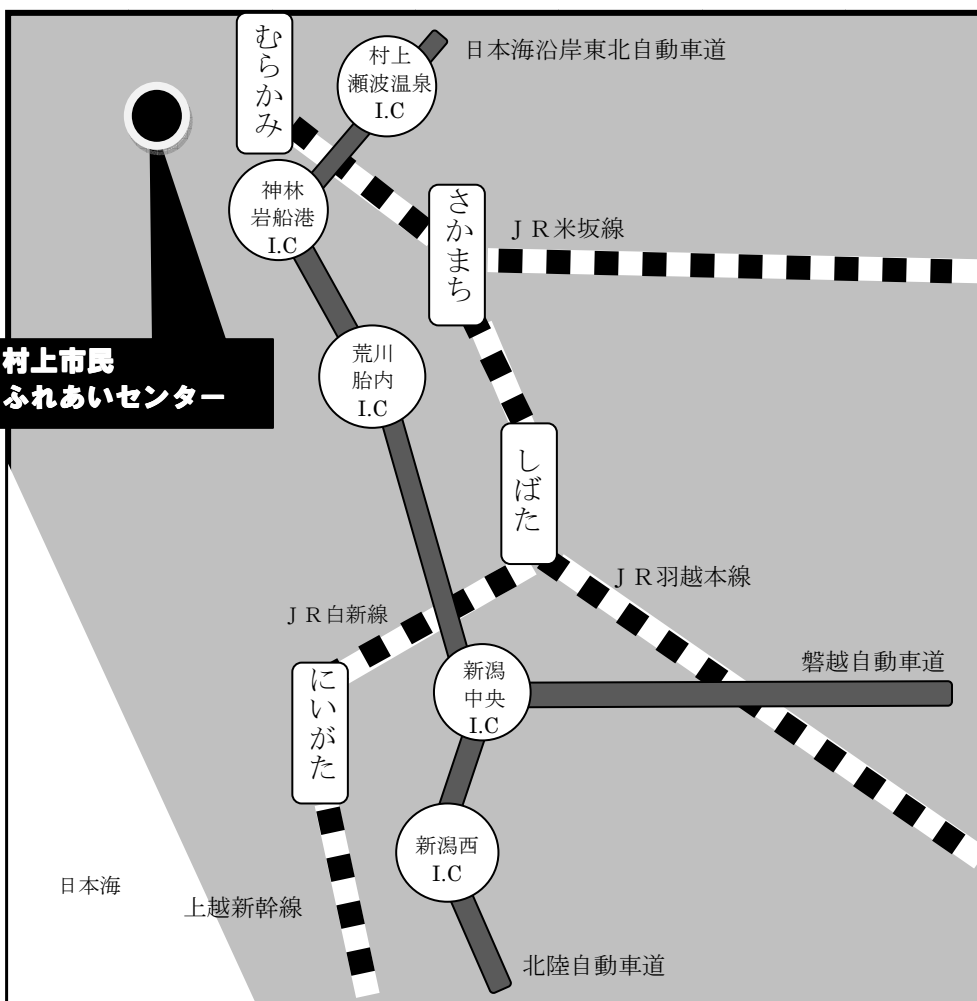 むらかみ
村上
瀬波温泉
I.C
日本海沿岸東北自動車道
神林
岩船港
I.C
さかまち
ＪＲ米坂線
村上市民
ふれあいセンター
荒川
胎内
I.C
しばた
ＪＲ羽越本線
ＪＲ白新線
磐越自動車道
にいがた
新潟
中央
I.C
新潟西
I.C
日本海
上越新幹線
北陸自動車道